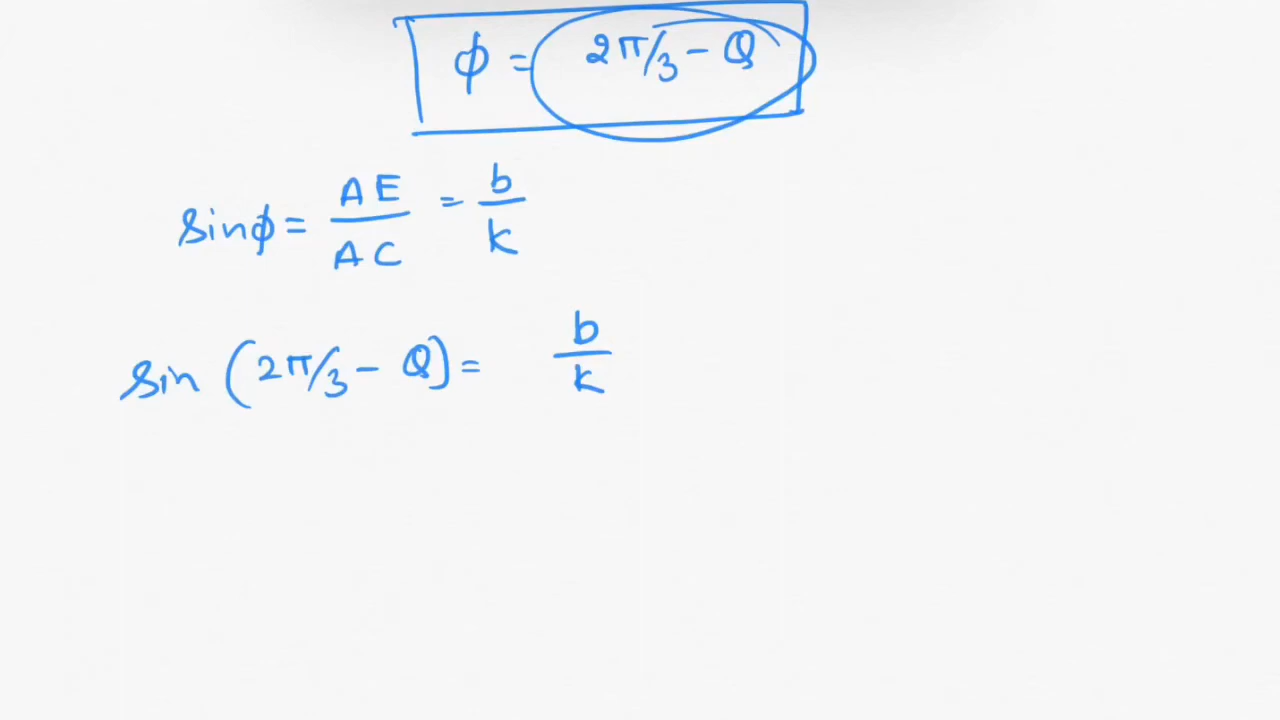 ϕ = 2π/3 - Q
sinϕ = AE/AC = b/k
sin (2π/3 - Q) = b/k